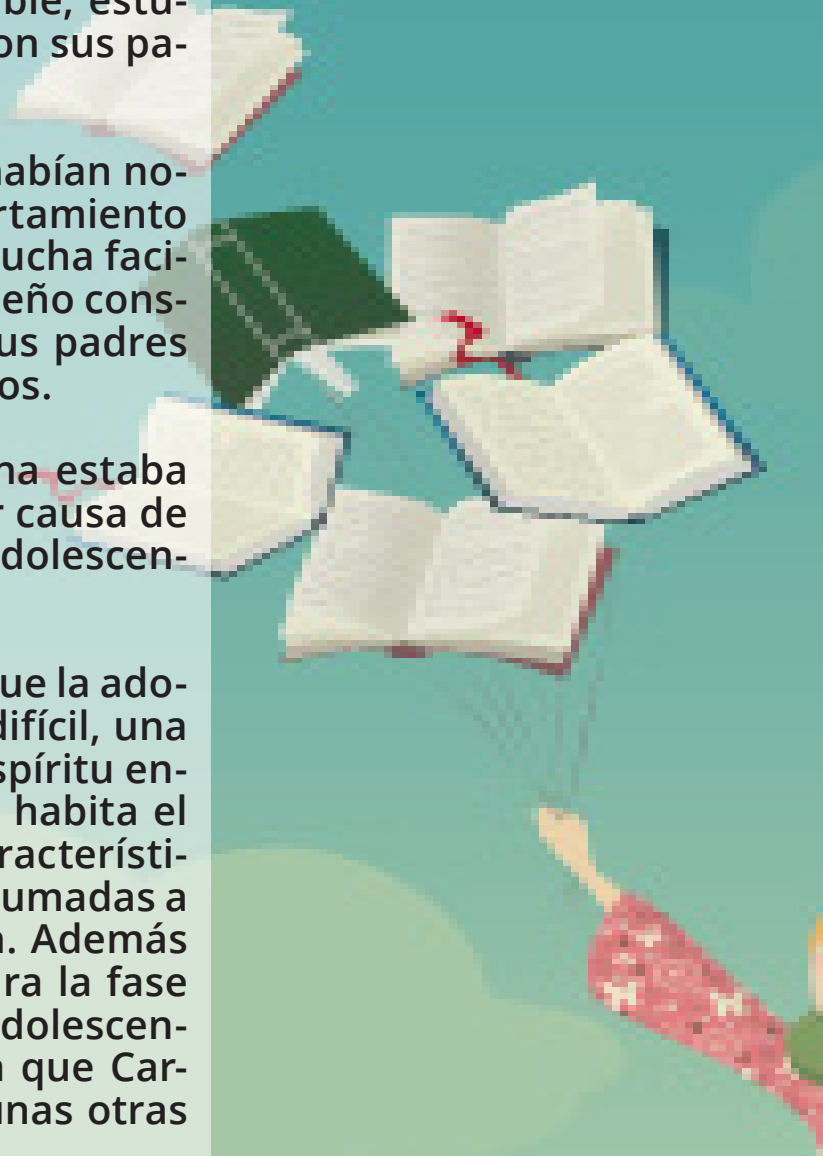 ble, estu-
on sus pa-
habían no-
rtamiento
ucha faci-
eño cons-
us padres
os.
na estaba
r causa de
dolescen-
ue la ado-
difícil, una
spíritu en-
habita el
racterísti-
umadas a
n. Además
ra la fase
dolescen-
que Car-
unas otras